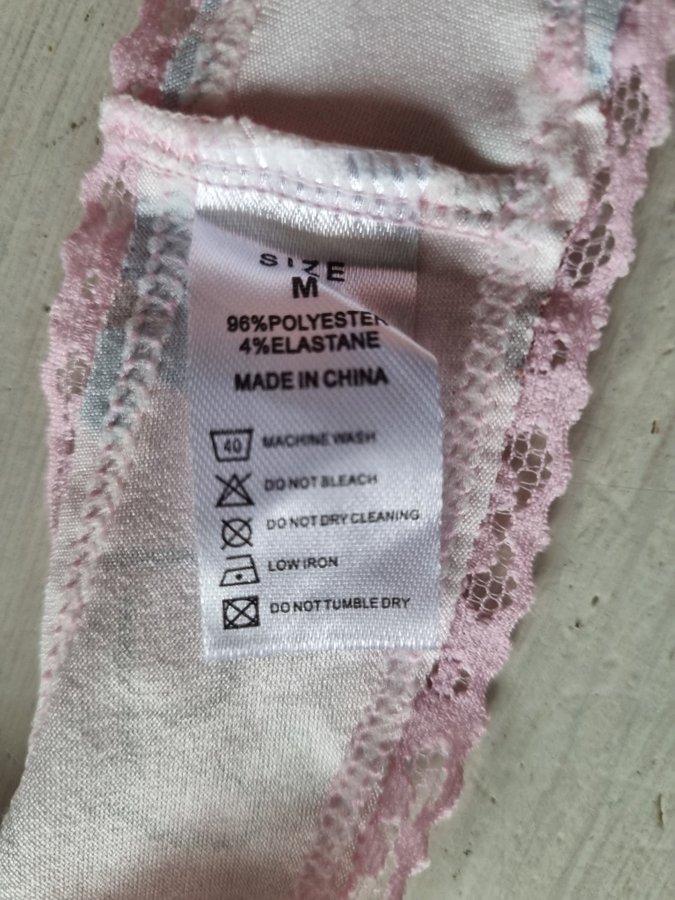 SIZE
M
96%POLYESTER
4%ELASTANE
MADE IN CHINA
40 MACHINE WASH
DO NOT BLEACH
DO NOT DRY CLEANING
LOW IRON
DO NOT TUMBLE DRY